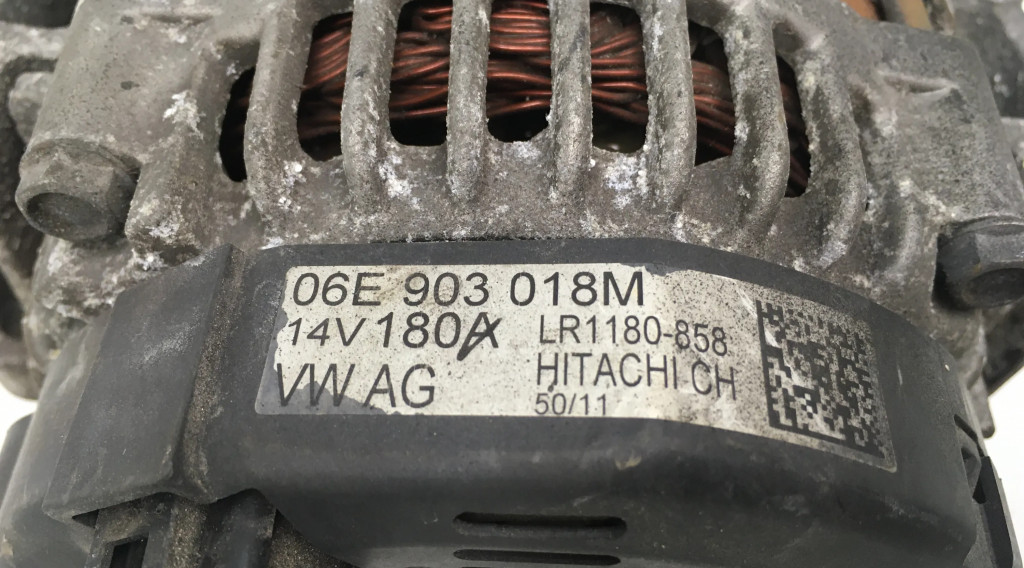 06E 903 018M
14V 180A LR1180-858
VW AG HITACHI CH
50/11